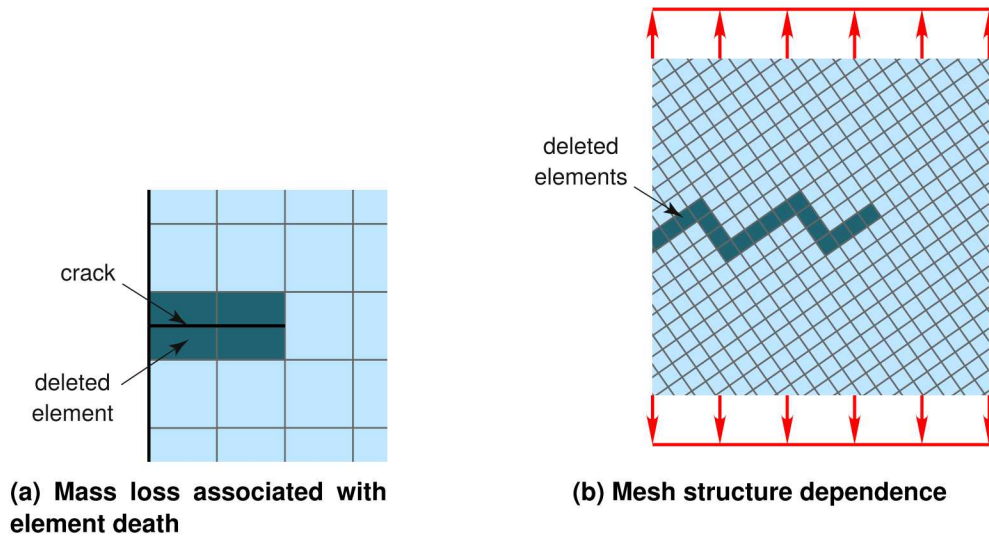 deleted
elements
crack
deleted
element
(a) Mass loss associated with
element death
(b) Mesh structure dependence